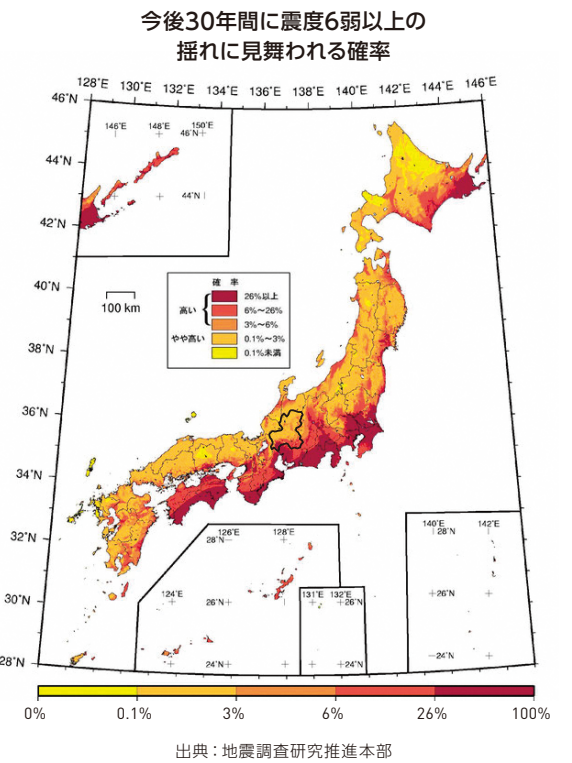 今後30年間に震度6弱以上の
揺れに見舞われる確率
128°E 130°E 132°E 134°E 136°E 138°E 140°E 142°E 144°E 146°E
46°N
146°E 148°E 150°E
46°N
44°N
44°N
42°N
40°N
確 率
26%以上
高い 6%～26%
3%～6%
やや高い 0.1%～3%
0.1%未満
100 km
38°N
36°N
34°N
32°N
126°E 128°E
28°N
140°E 142°E
28°N
124°E
131°E 132°E
30°N
26°N
26°N
26°N
28°N
24°N
24°N
24°N
0% 0.1% 3% 6% 26% 100%
出典：地震調査研究推進本部